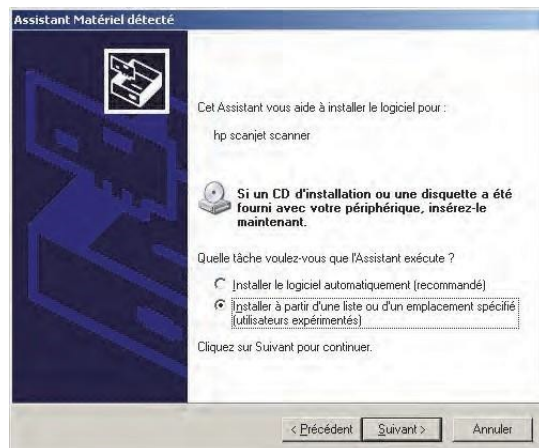 Assistant Matériel détecté
Cet Assistant vous aide à installer le logiciel pour :
hp scanjet scanner
Si un CD d'installation ou une disquette a été
fourni avec votre périphérique, insérez-le
maintenant.
Quelle tâche voulez-vous que l'Assistant exécute ?
Installer le logiciel automatiquement (recommandé)
Installer à partir d'une liste ou d'un emplacement spécifié
(utilisateurs expérimentés)
Cliquez sur Suivant pour continuer.
< Précédent Suivant > Annuler